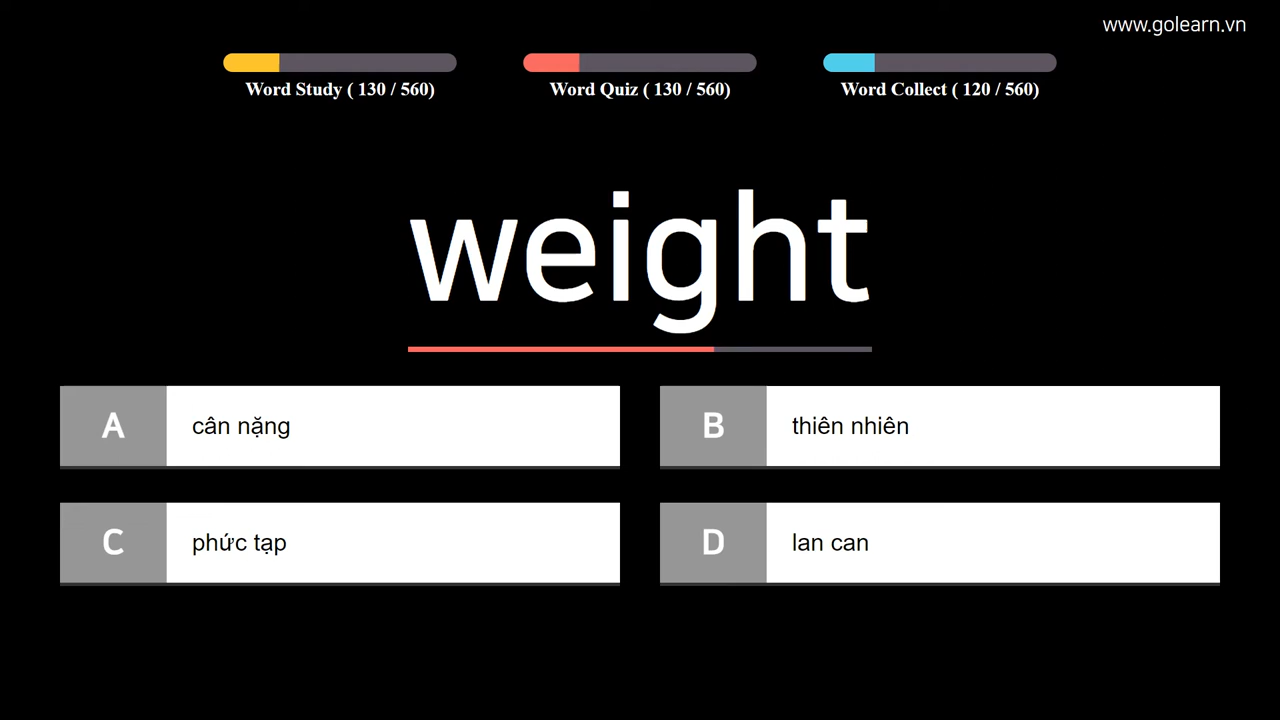 www.golearn.vn
Word Study ( 130 / 560)
Word Quiz ( 130 / 560)
Word Collect ( 120 / 560)
weight
A cân nặng
B thiên nhiên
C phức tạp
D lan can